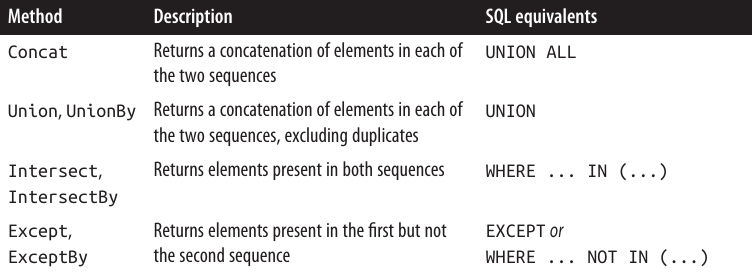 Method Description SQL equivalents
Concat Returns a concatenation of elements in each of UNION ALL
the two sequences
Union, UnionBy Returns a concatenation of elements in each of UNION
the two sequences, excluding duplicates
Intersect, Returns elements present in both sequences WHERE ... IN (...)
IntersectBy
Except, Returns elements present in the first but not EXCEPT or
ExceptBy the second sequence WHERE ... NOT IN (...)